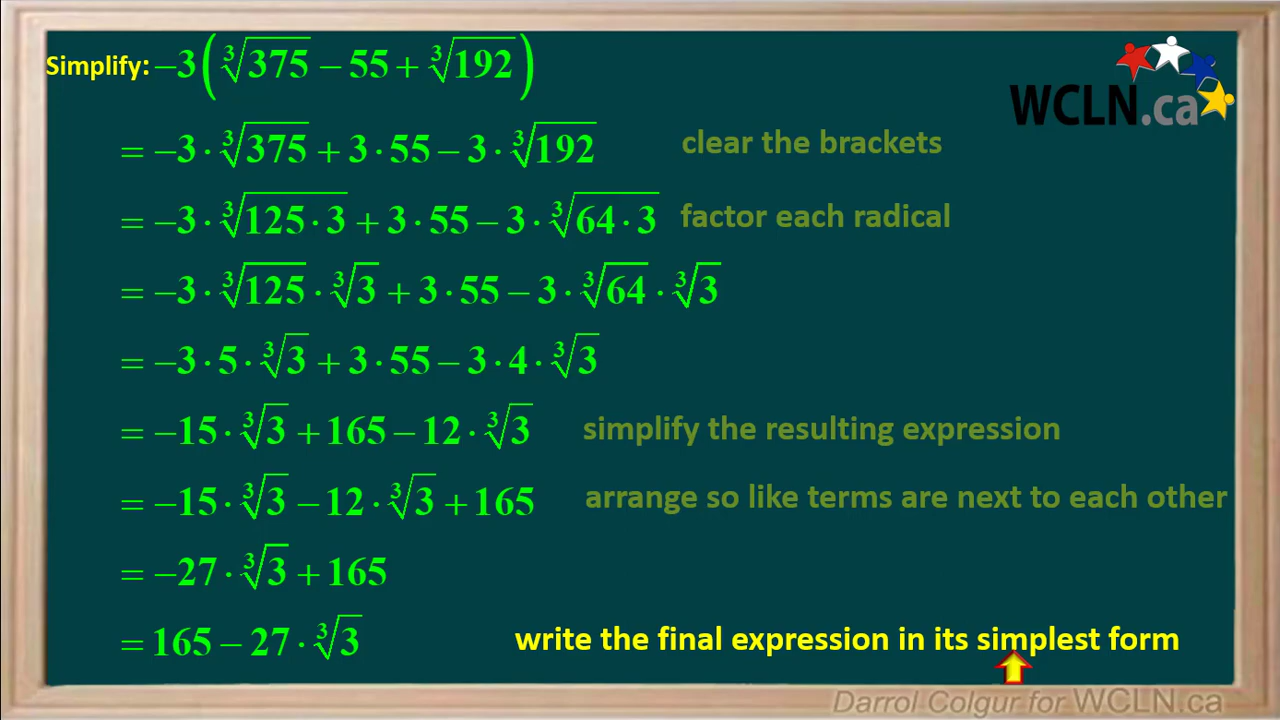 Simplify: −3(∛375 − 55 + ∛192)
WCLN.ca
= −3·∛375 + 3·55 − 3·∛192 clear the brackets
= −3·∛125·3 + 3·55 − 3·∛64·3 factor each radical
= −3·∛125·∛3 + 3·55 − 3·∛64·∛3
= −3·5·∛3 + 3·55 − 3·4·∛3
= −15·∛3 + 165 − 12·∛3 simplify the resulting expression
= −15·∛3 − 12·∛3 + 165 arrange so like terms are next to each other
= −27·∛3 + 165
= 165 − 27·∛3 write the final expression in its simplest form
Darrol Colgur for WCLN.ca